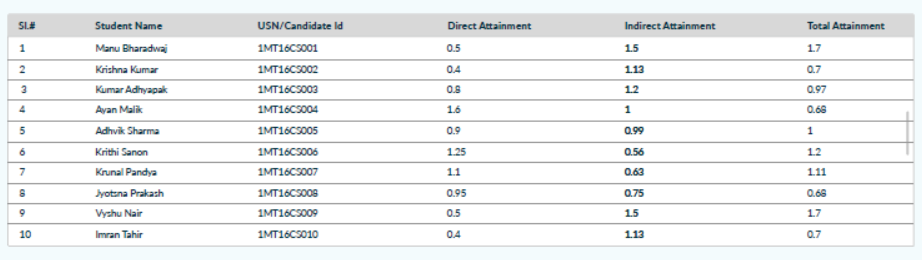 Sl.# Student Name USN/Candidate Id Direct Attainment Indirect Attainment Total Attainment
1 Manu Bharadwaj 1MT16CS001 0.5 1.5 1.7
2 Krishna Kumar 1MT16CS002 0.4 1.13 0.7
3 Kumar Adhyapak 1MT16CS003 0.8 1.2 0.97
4 Ayan Malik 1MT16CS004 1.6 1 0.68
5 Adhvik Sharma 1MT16CS005 0.9 0.99 1
6 Krithi Sanon 1MT16CS006 1.25 0.56 1.2
7 Krunal Pandya 1MT16CS007 1.1 0.63 1.11
8 Jyotsna Prakash 1MT16CS008 0.95 0.75 0.68
9 Vyshu Nair 1MT16CS009 0.5 1.5 1.7
10 Imran Tahir 1MT16CS010 0.4 1.13 0.7